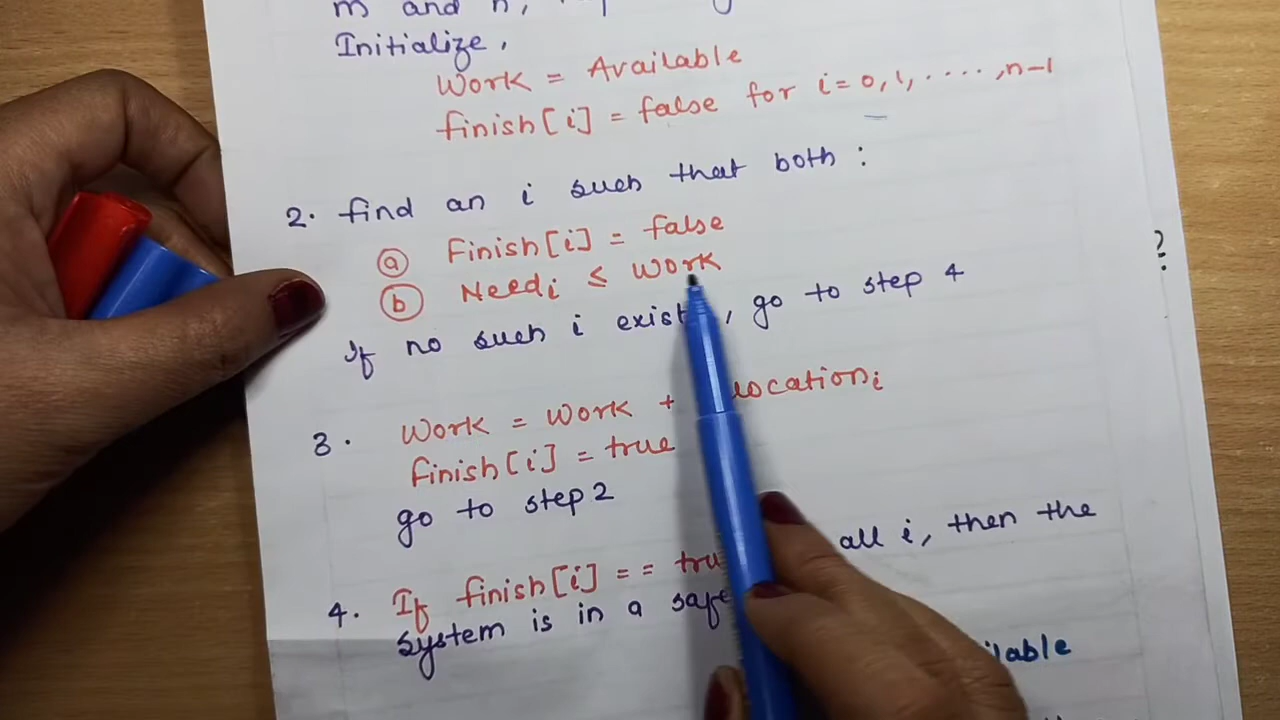 m and n,
Initialize.
Work = Available
finish[i] = false for i=0,1,.....,n-1
2. find an i such that both :
(a) Finish[i] = false
(b) Needi ≤ Work
If no such i exist, go to step 4
3. Work = Work +
finish[i] = true
go to step 2
4. If finish[i] == all i, then the
system is in a
?